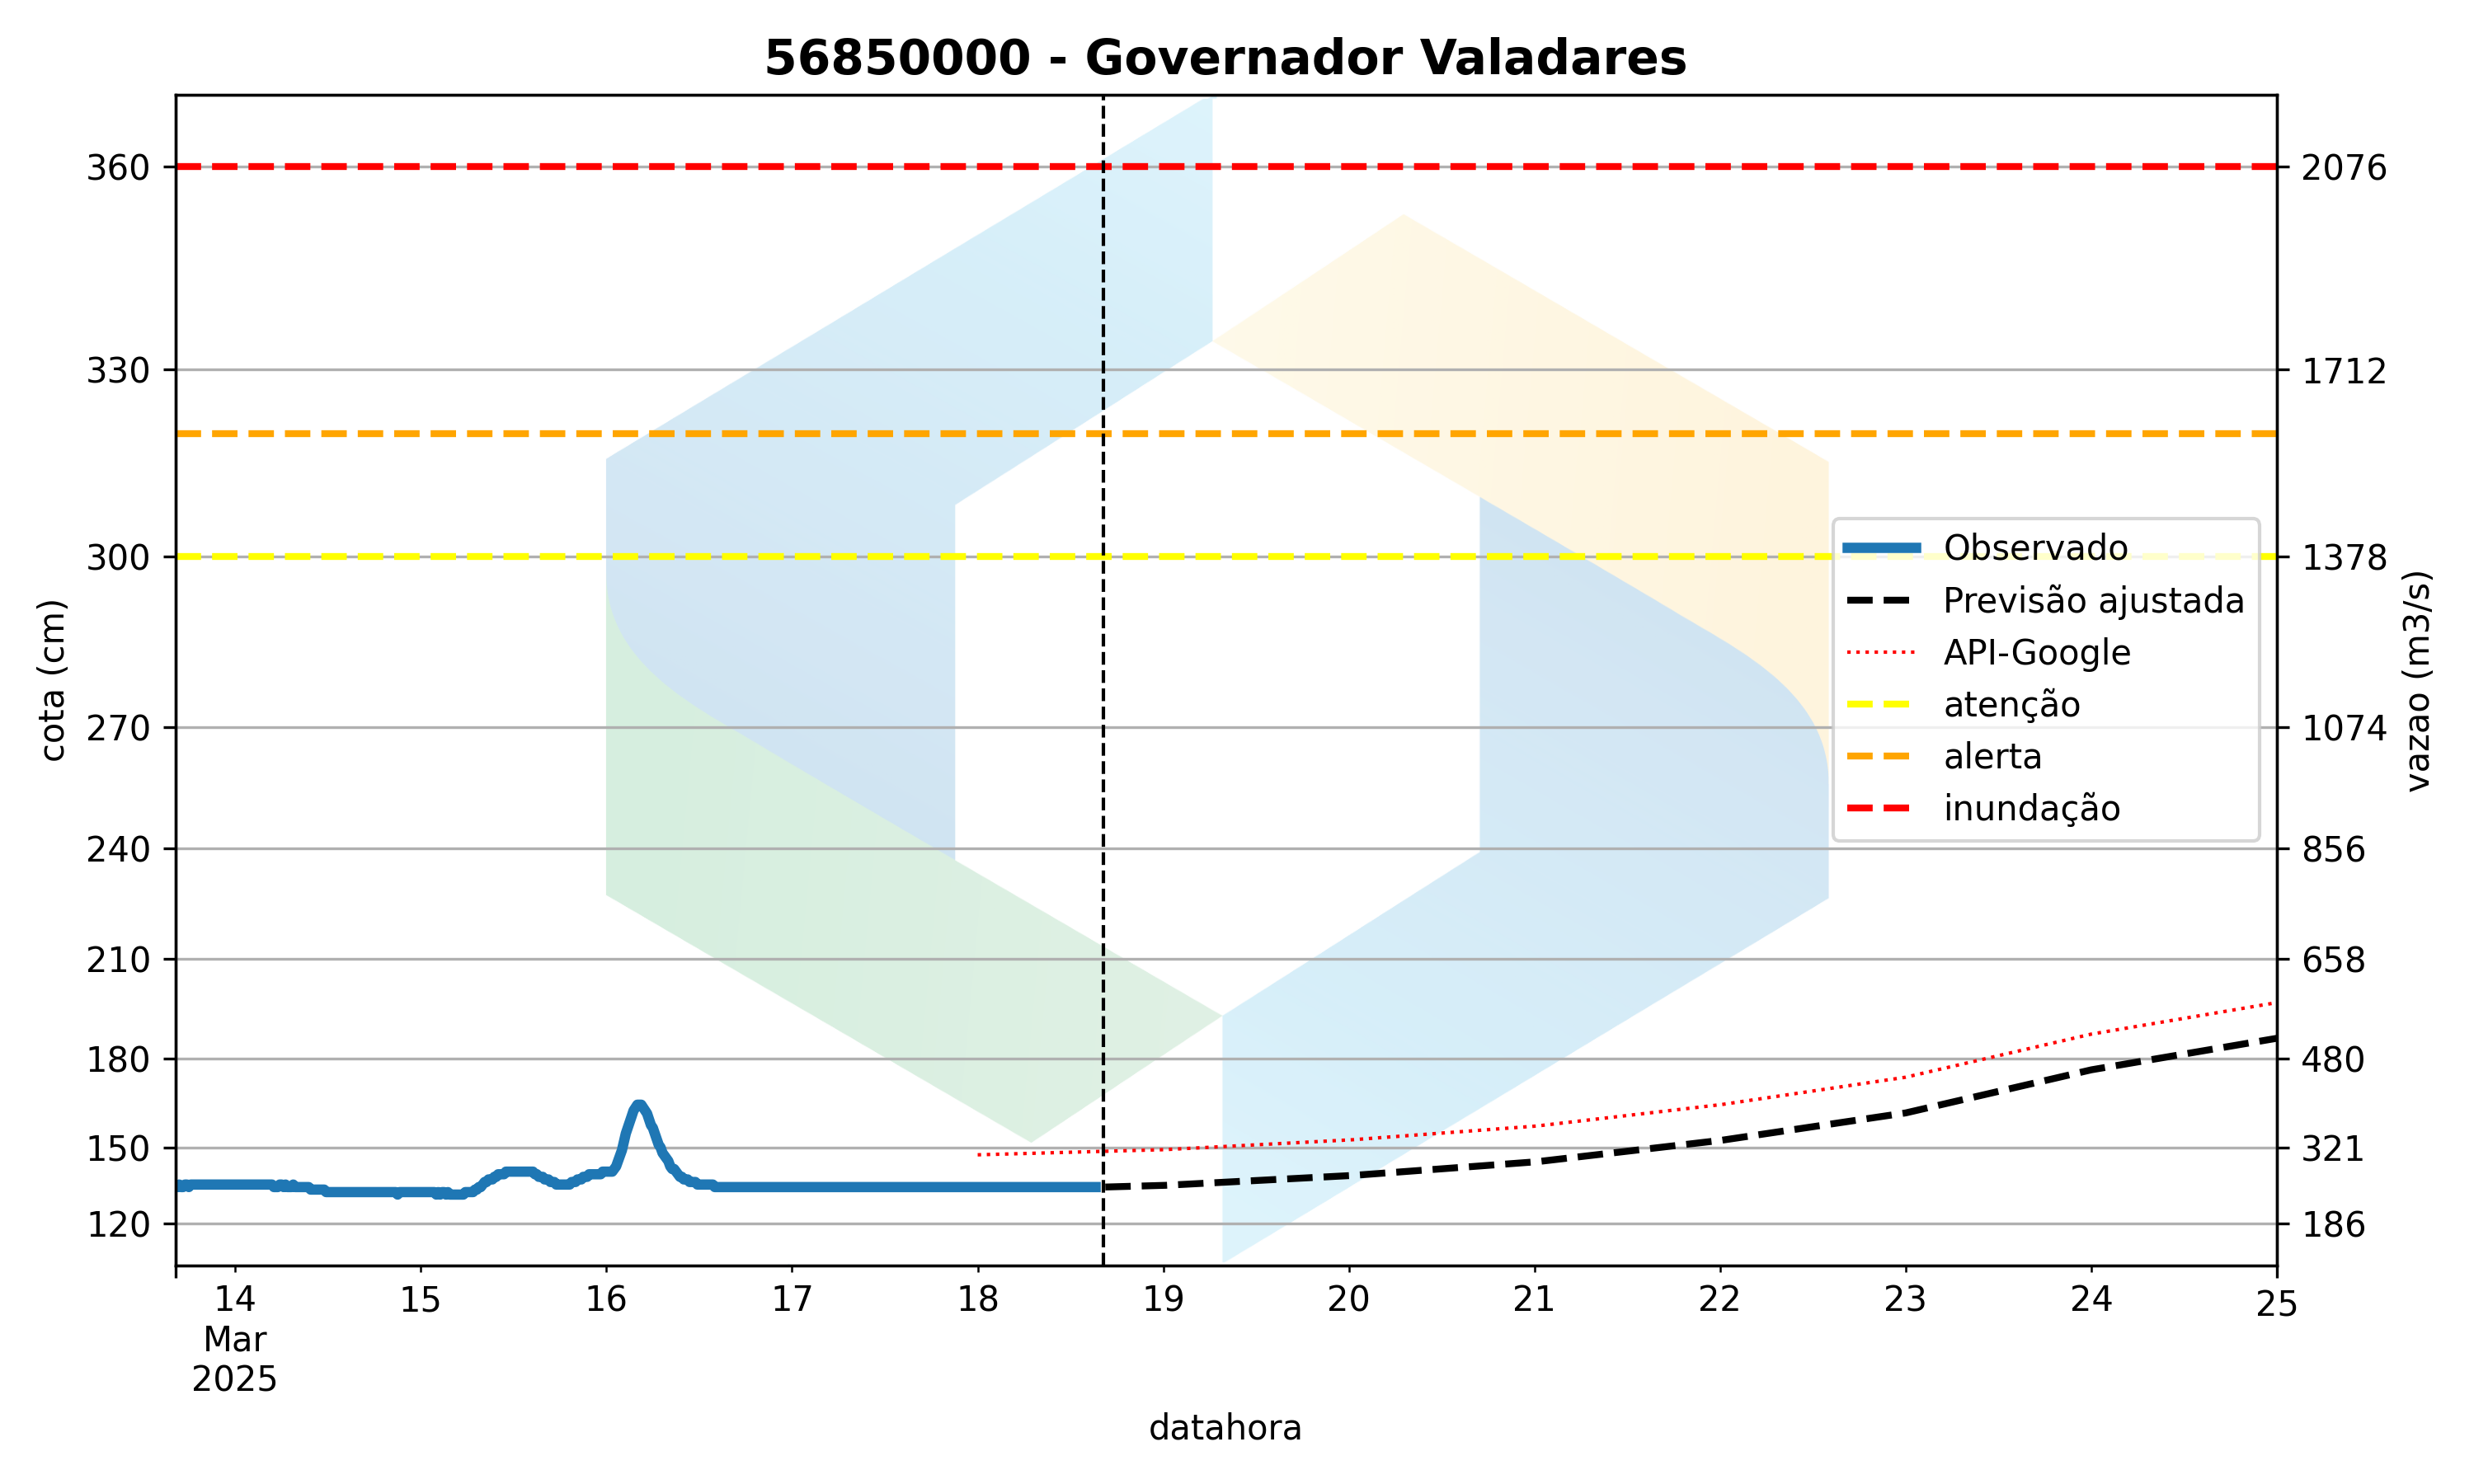 56850000 - Governador Valadares
360
330
300
270
240
210
180
150
120
cota (cm)
2076
1712
1378
1074
856
658
480
321
186
vazao (m3/s)
Observado
Previsão ajustada
API-Google
atenção
alerta
inundação
14 15 16 17 18 19 20 21 22 23 24 25
Mar
2025
datahora